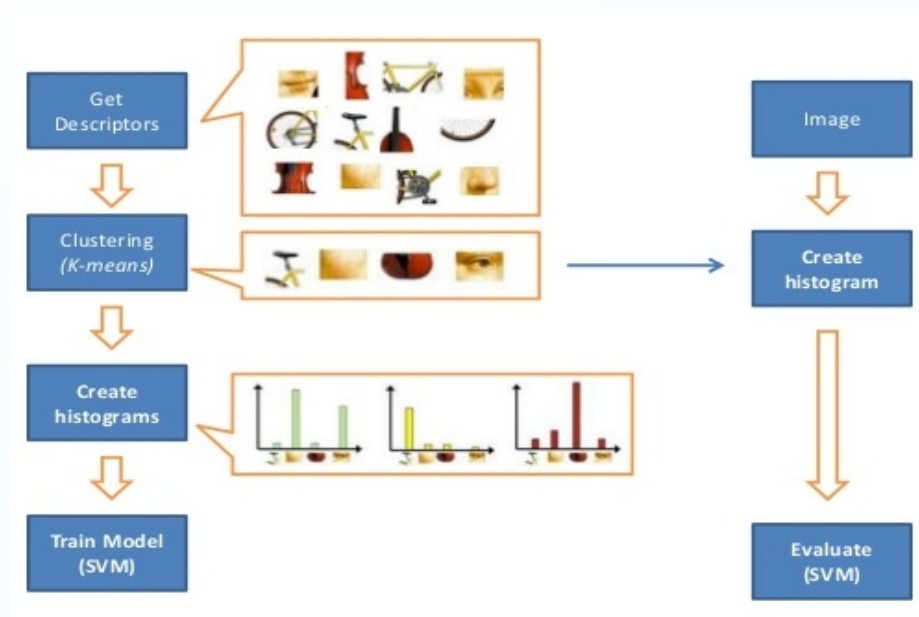 Get
Descriptors
Clustering
(K-means)
Create
histograms
Train Model
(SVM)
Image
Create
histogram
Evaluate
(SVM)